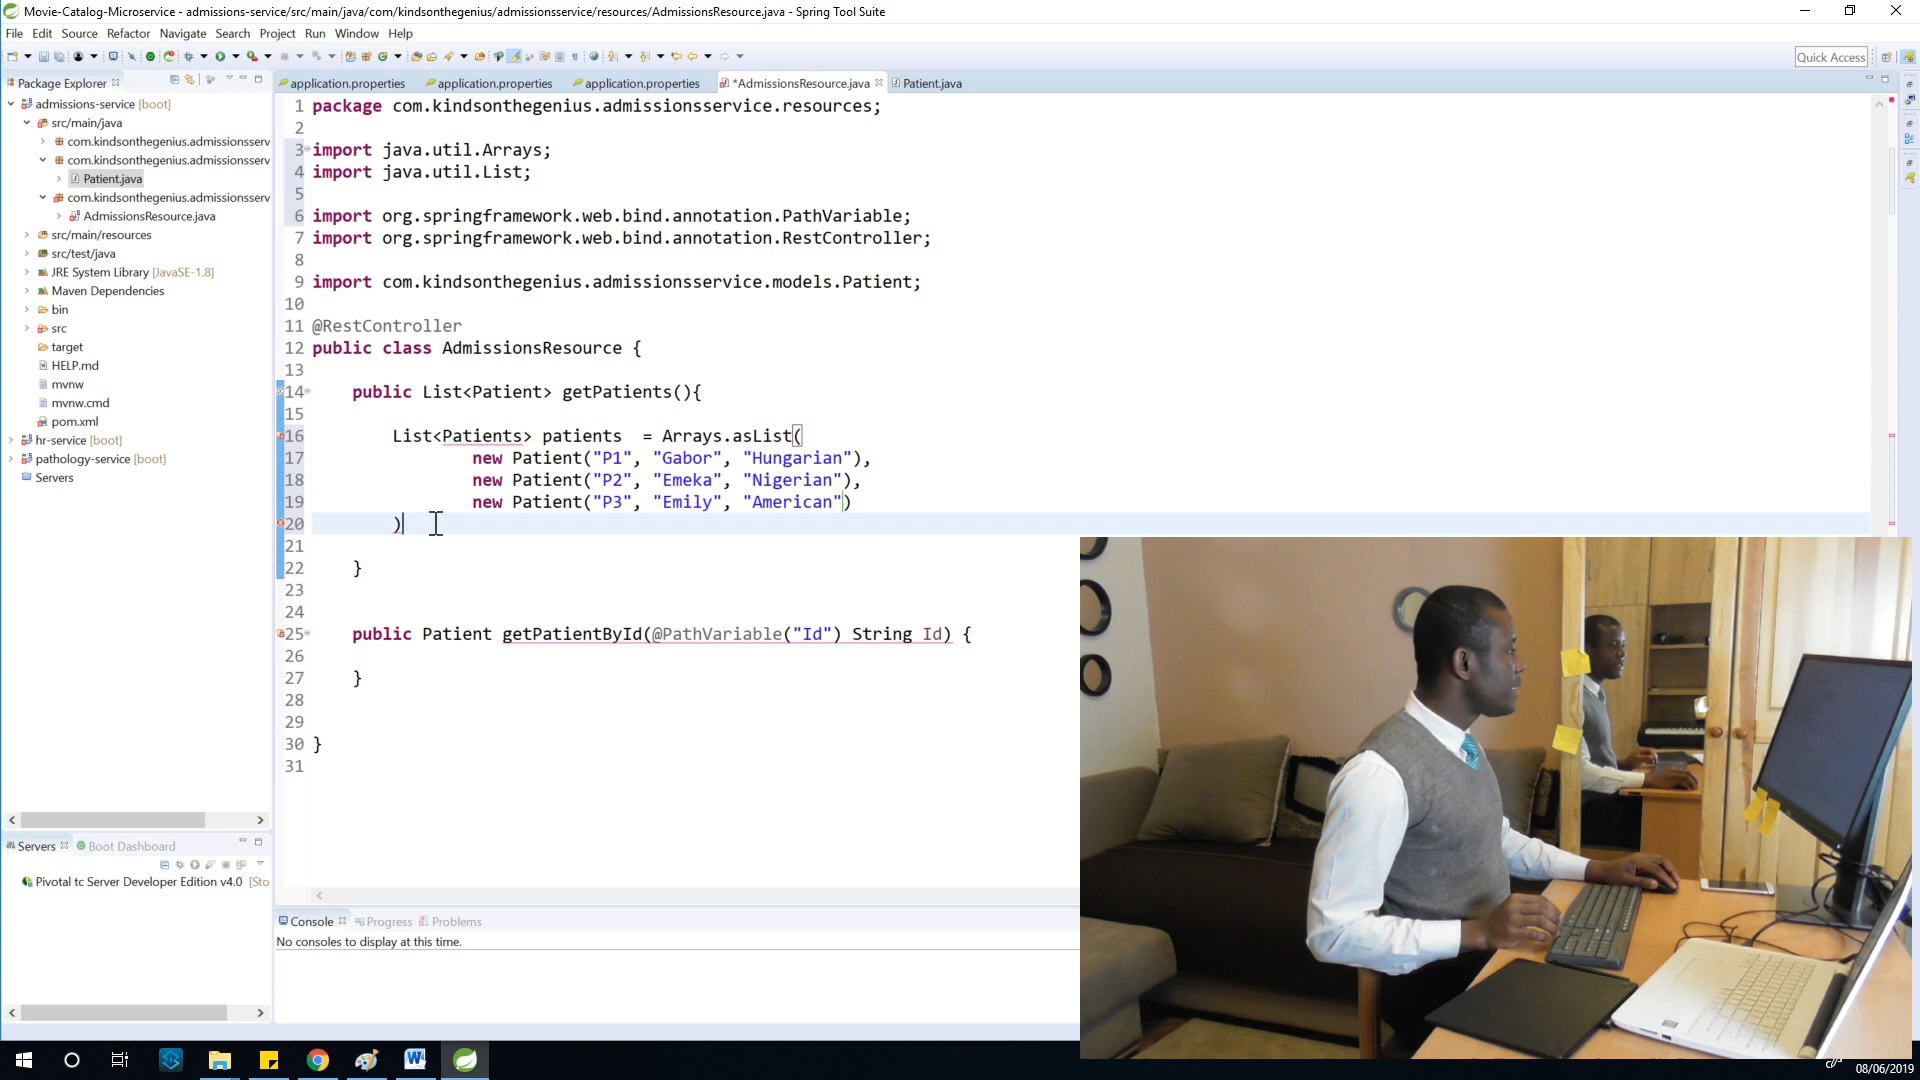 Movie-Catalog-Microservice - admissions-service/src/main/java/com/kindsonthegenius/admissionsservice/resources/AdmissionsResource.java - Spring Tool Suite
File Edit Source Refactor Navigate Search Project Run Window Help
Quick Access
Package Explorer
admissions-service [boot]
src/main/java
com.kindsonthegenius.admissionsserv
com.kindsonthegenius.admissionsserv
Patient.java
com.kindsonthegenius.admissionsserv
AdmissionsResource.java
src/main/resources
src/test/java
JRE System Library [JavaSE-1.8]
Maven Dependencies
bin
src
target
HELP.md
mvnw
mvnw.cmd
pom.xml
hr-service [boot]
pathology-service [boot]
Servers
application.properties application.properties application.properties *AdmissionsResource.java Patient.java
1 package com.kindsonthegenius.admissionsservice.resources;
2
3 import java.util.Arrays;
4 import java.util.List;
5
6 import org.springframework.web.bind.annotation.PathVariable;
7 import org.springframework.web.bind.annotation.RestController;
8
9 import com.kindsonthegenius.admissionsservice.models.Patient;
10
11 @RestController
12 public class AdmissionsResource {
13
14 public List<Patient> getPatients(){
15
16 List<Patients> patients  = Arrays.asList(
17 new Patient("P1", "Gabor", "Hungarian"),
18 new Patient("P2", "Emeka", "Nigerian"),
19 new Patient("P3", "Emily", "American")
20 )
21
22 }
23
24
25 public Patient getPatientById(@PathVariable("Id") String Id) {
26
27 }
28
29
30 }
31
Servers Boot Dashboard
Pivotal tc Server Developer Edition v4.0 [Sto
Console Progress Problems
No consoles to display at this time.
08/06/2019